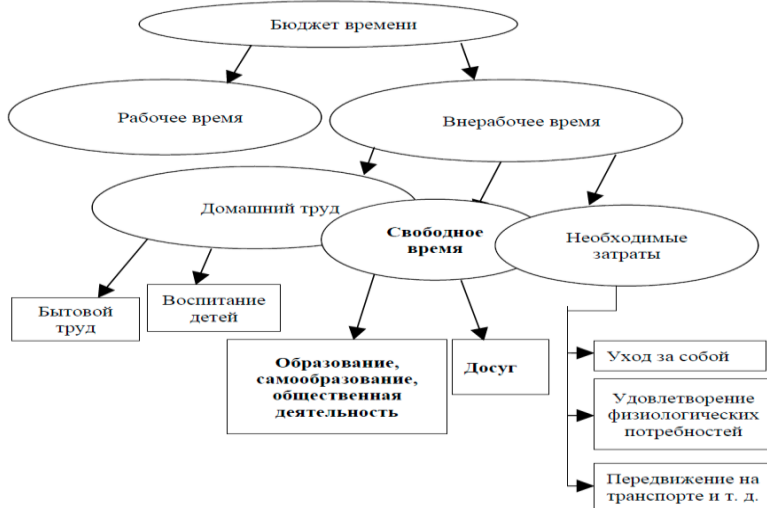 Бюджет времени
Рабочее время
Внерабочее время
Домашний труд
Свободное
время
Необходимые
затраты
Бытовой
труд
Воспитание
детей
Образование,
самообразование,
общественная
деятельность
Досуг
Уход за собой
Удовлетворение
физиологических
потребностей
Передвижение на
транспорте и т. д.